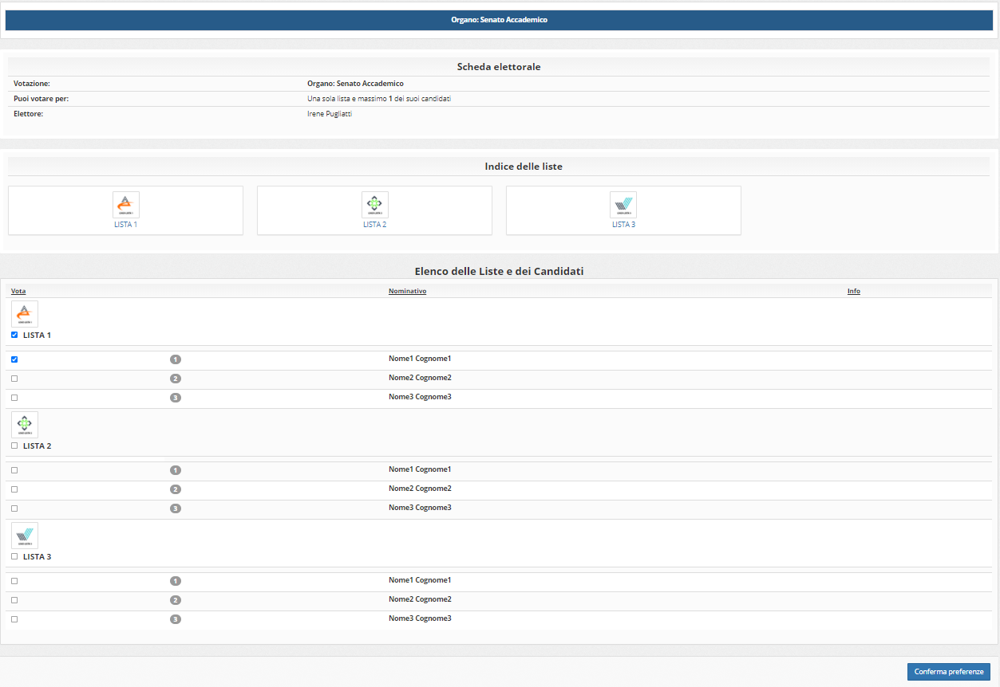 Organo: Senato Accademico
Scheda elettorale
Votazione: Organo: Senato Accademico
Puoi votare per: Una sola lista e massimo 1 dei suoi candidati
Elettore: Irene Pugliatti
Indice delle liste
LISTA 1 LISTA 2 LISTA 3
Elenco delle Liste e dei Candidati
Vota Nominativo Info
LISTA 1
1 Nome1 Cognome1
2 Nome2 Cognome2
3 Nome3 Cognome3
LISTA 2
1 Nome1 Cognome1
2 Nome2 Cognome2
3 Nome3 Cognome3
LISTA 3
1 Nome1 Cognome1
2 Nome2 Cognome2
3 Nome3 Cognome3
Conferma preferenze